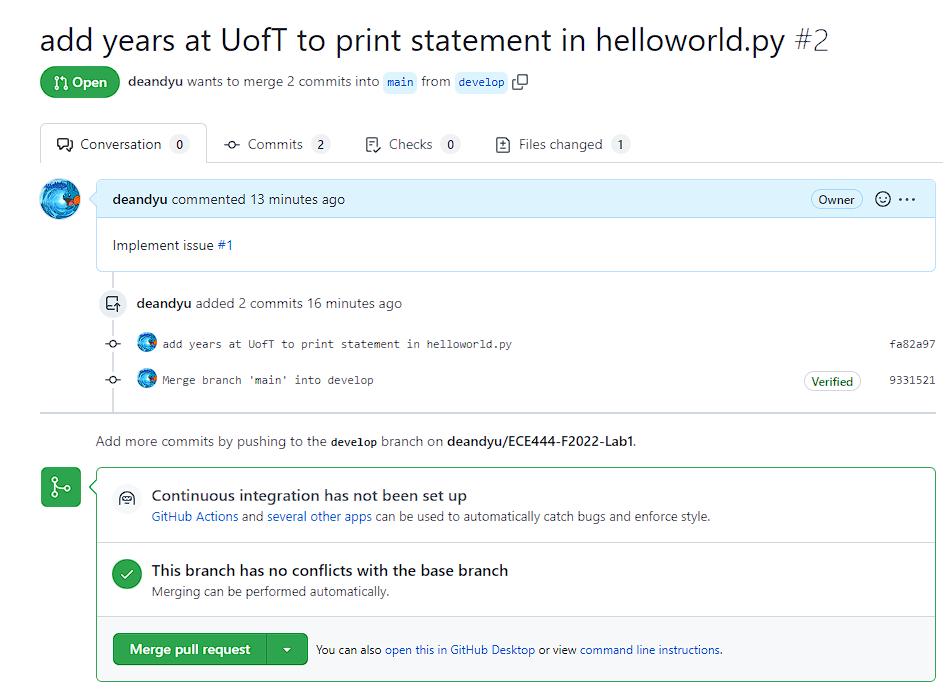 add years at UofT to print statement in helloworld.py #2
Open deandyu wants to merge 2 commits into main from develop
Conversation 0 Commits 2 Checks 0 Files changed 1
deandyu commented 13 minutes ago Owner
Implement issue #1
deandyu added 2 commits 16 minutes ago
add years at UofT to print statement in helloworld.py fa82a97
Merge branch 'main' into develop Verified 9331521
Add more commits by pushing to the develop branch on deandyu/ECE444-F2022-Lab1.
Continuous integration has not been set up
GitHub Actions and several other apps can be used to automatically catch bugs and enforce style.
This branch has no conflicts with the base branch
Merging can be performed automatically.
Merge pull request You can also open this in GitHub Desktop or view command line instructions.